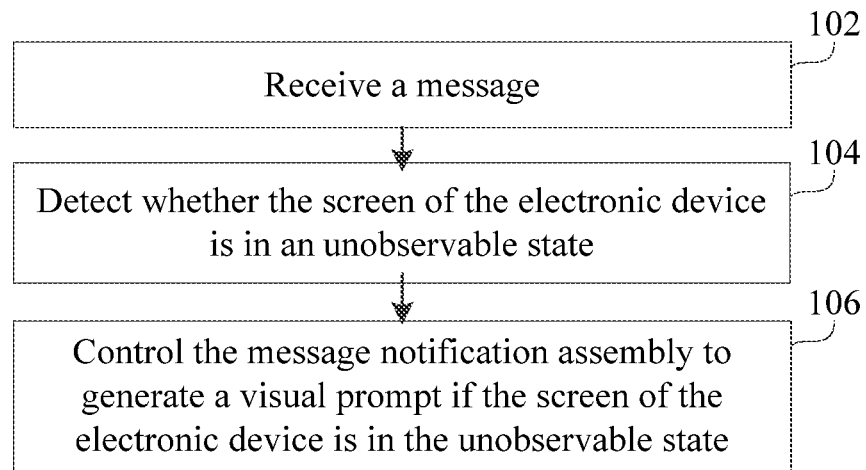 102
Receive a message
104
Detect whether the screen of the electronic device
is in an unobservable state
106
Control the message notification assembly to
generate a visual prompt if the screen of the
electronic device is in the unobservable state